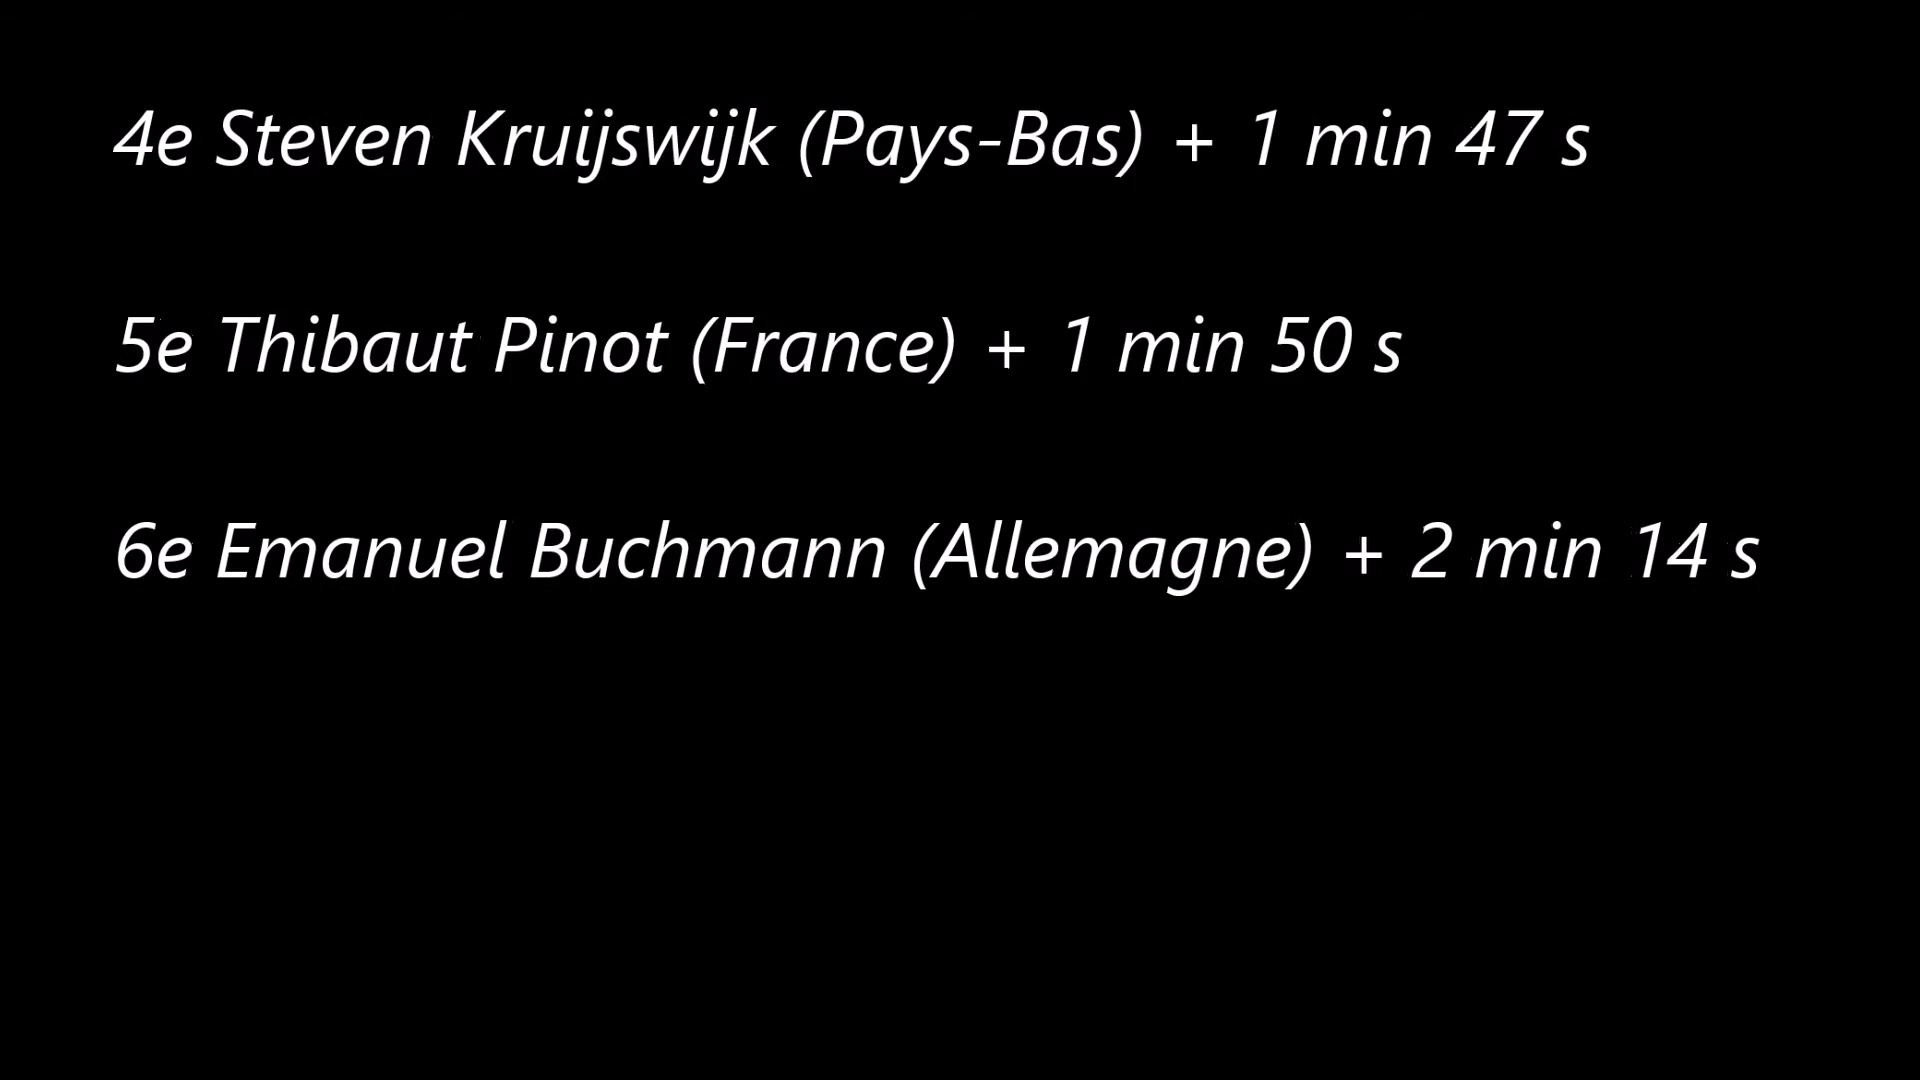 4e Steven Kruijswijk (Pays-Bas) + 1 min 47 s
5e Thibaut Pinot (France) + 1 min 50 s
6e Emanuel Buchmann (Allemagne) + 2 min 14 s